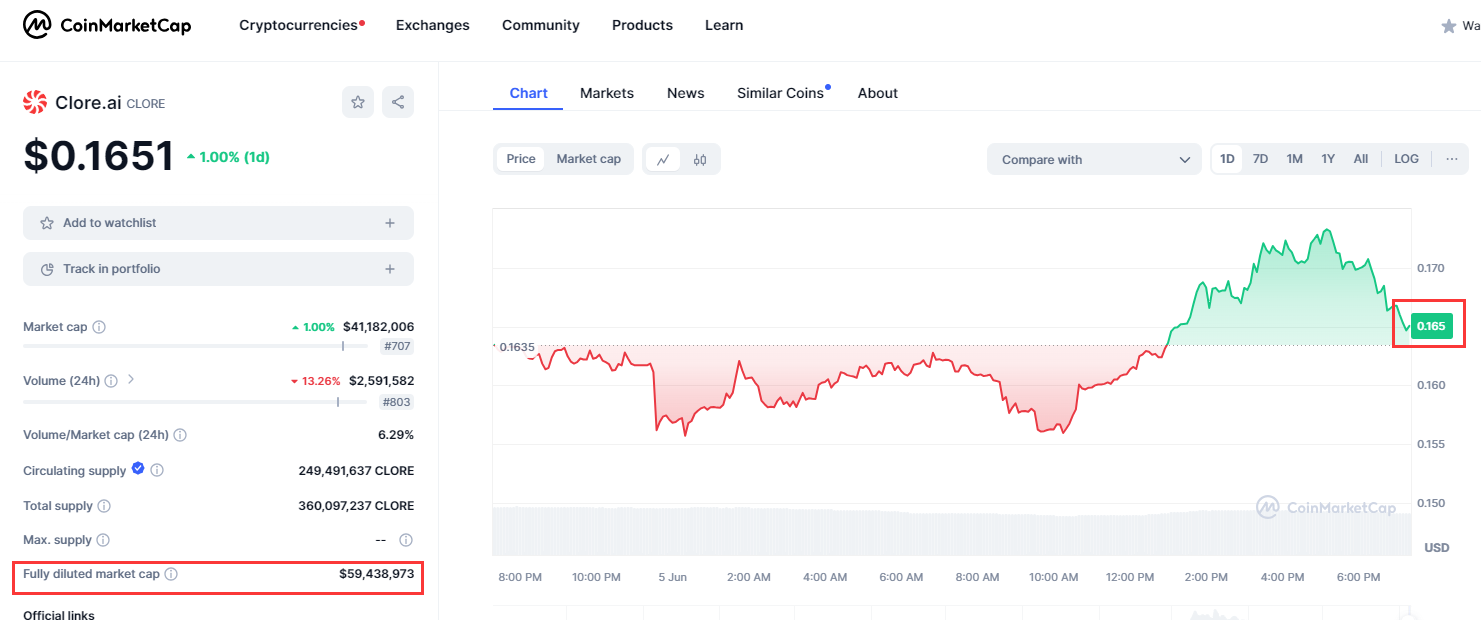 CoinMarketCap Cryptocurrencies Exchanges Community Products Learn Wa
Clore.ai CLORE
$0.1651 1.00% (1d)
Add to watchlist +
Track in portfolio +
Market cap 1.00% $41,182,006
#707
Volume (24h) 13.26% $2,591,582
#803
Volume/Market cap (24h) 6.29%
Circulating supply 249,491,637 CLORE
Total supply 360,097,237 CLORE
Max. supply --
Fully diluted market cap $59,438,973
Official links
Chart Markets News Similar Coins About
Price Market cap Compare with 1D 7D 1M 1Y All LOG ...
0.170
0.165
0.1635
0.160
0.155
0.150
CoinMarketCap
USD
8:00 PM 10:00 PM 5 Jun 2:00 AM 4:00 AM 6:00 AM 8:00 AM 10:00 AM 12:00 PM 2:00 PM 4:00 PM 6:00 PM